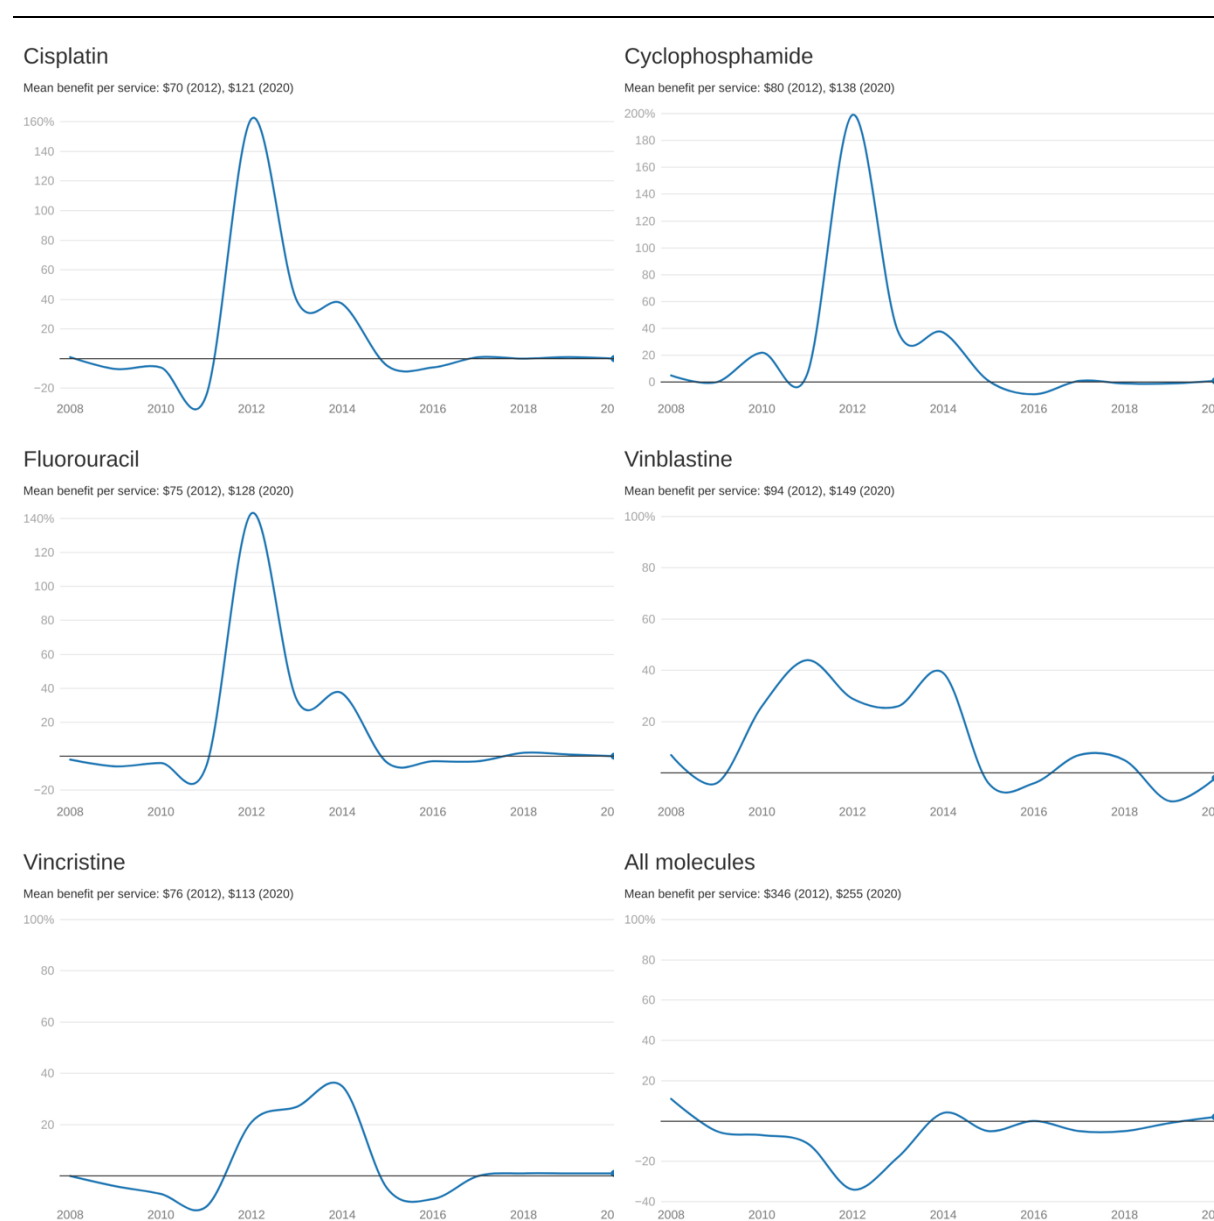 Cisplatin
Mean benefit per service: $70 (2012), $121 (2020)
160%
140
120
100
80
60
40
20
−20
2008 2010 2012 2014 2016 2018 20
Cyclophosphamide
Mean benefit per service: $80 (2012), $138 (2020)
200%
180
160
140
120
100
80
60
40
20
0
2008 2010 2012 2014 2016 2018 20
Fluorouracil
Mean benefit per service: $75 (2012), $128 (2020)
140%
120
100
80
60
40
20
−20
2008 2010 2012 2014 2016 2018 20
Vinblastine
Mean benefit per service: $94 (2012), $149 (2020)
100%
80
60
40
20
2008 2010 2012 2014 2016 2018 20
Vincristine
Mean benefit per service: $76 (2012), $113 (2020)
100%
80
60
40
20
2008 2010 2012 2014 2016 2018 20
All molecules
Mean benefit per service: $346 (2012), $255 (2020)
100%
80
60
40
20
−20
−40
2008 2010 2012 2014 2016 2018 20